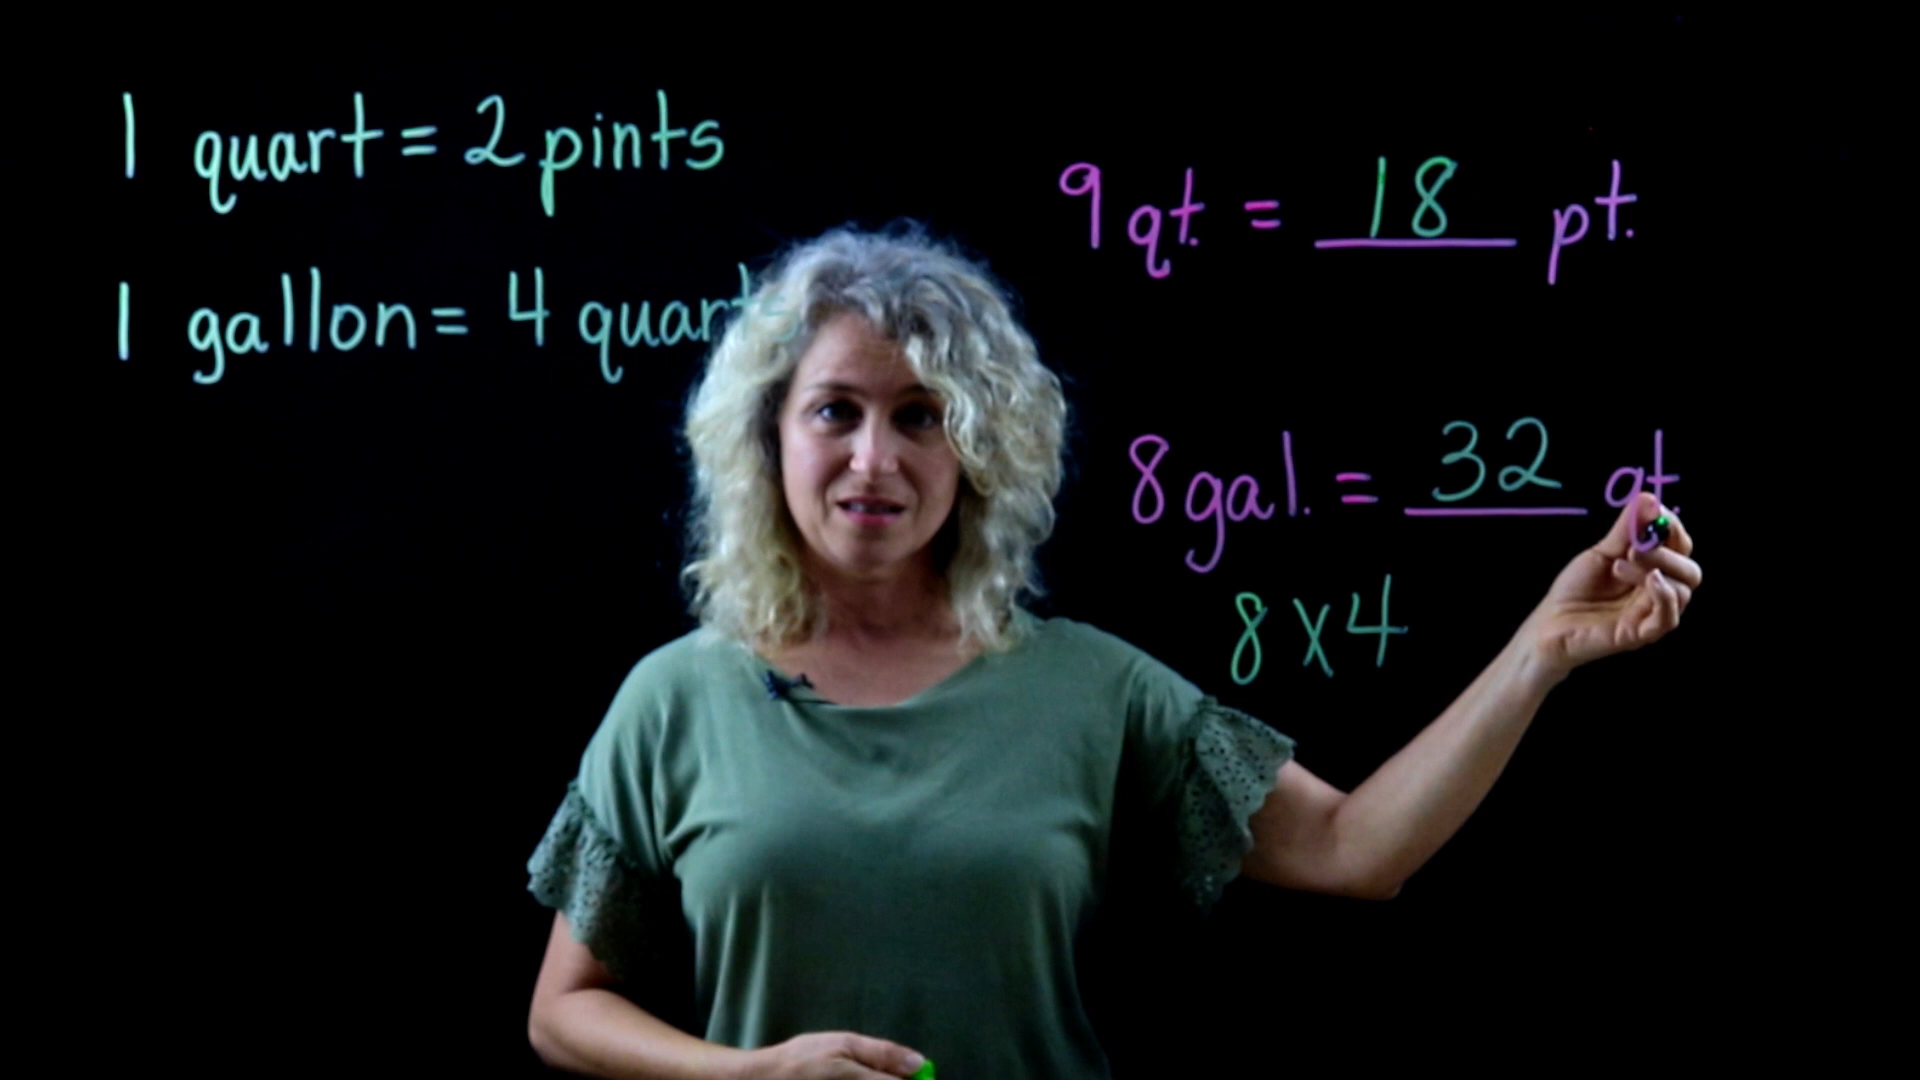 1 quart = 2 pints
1 gallon = 4 quarts
9 qt. = 18 pt.
8 gal. = 32 qt.
8 x 4